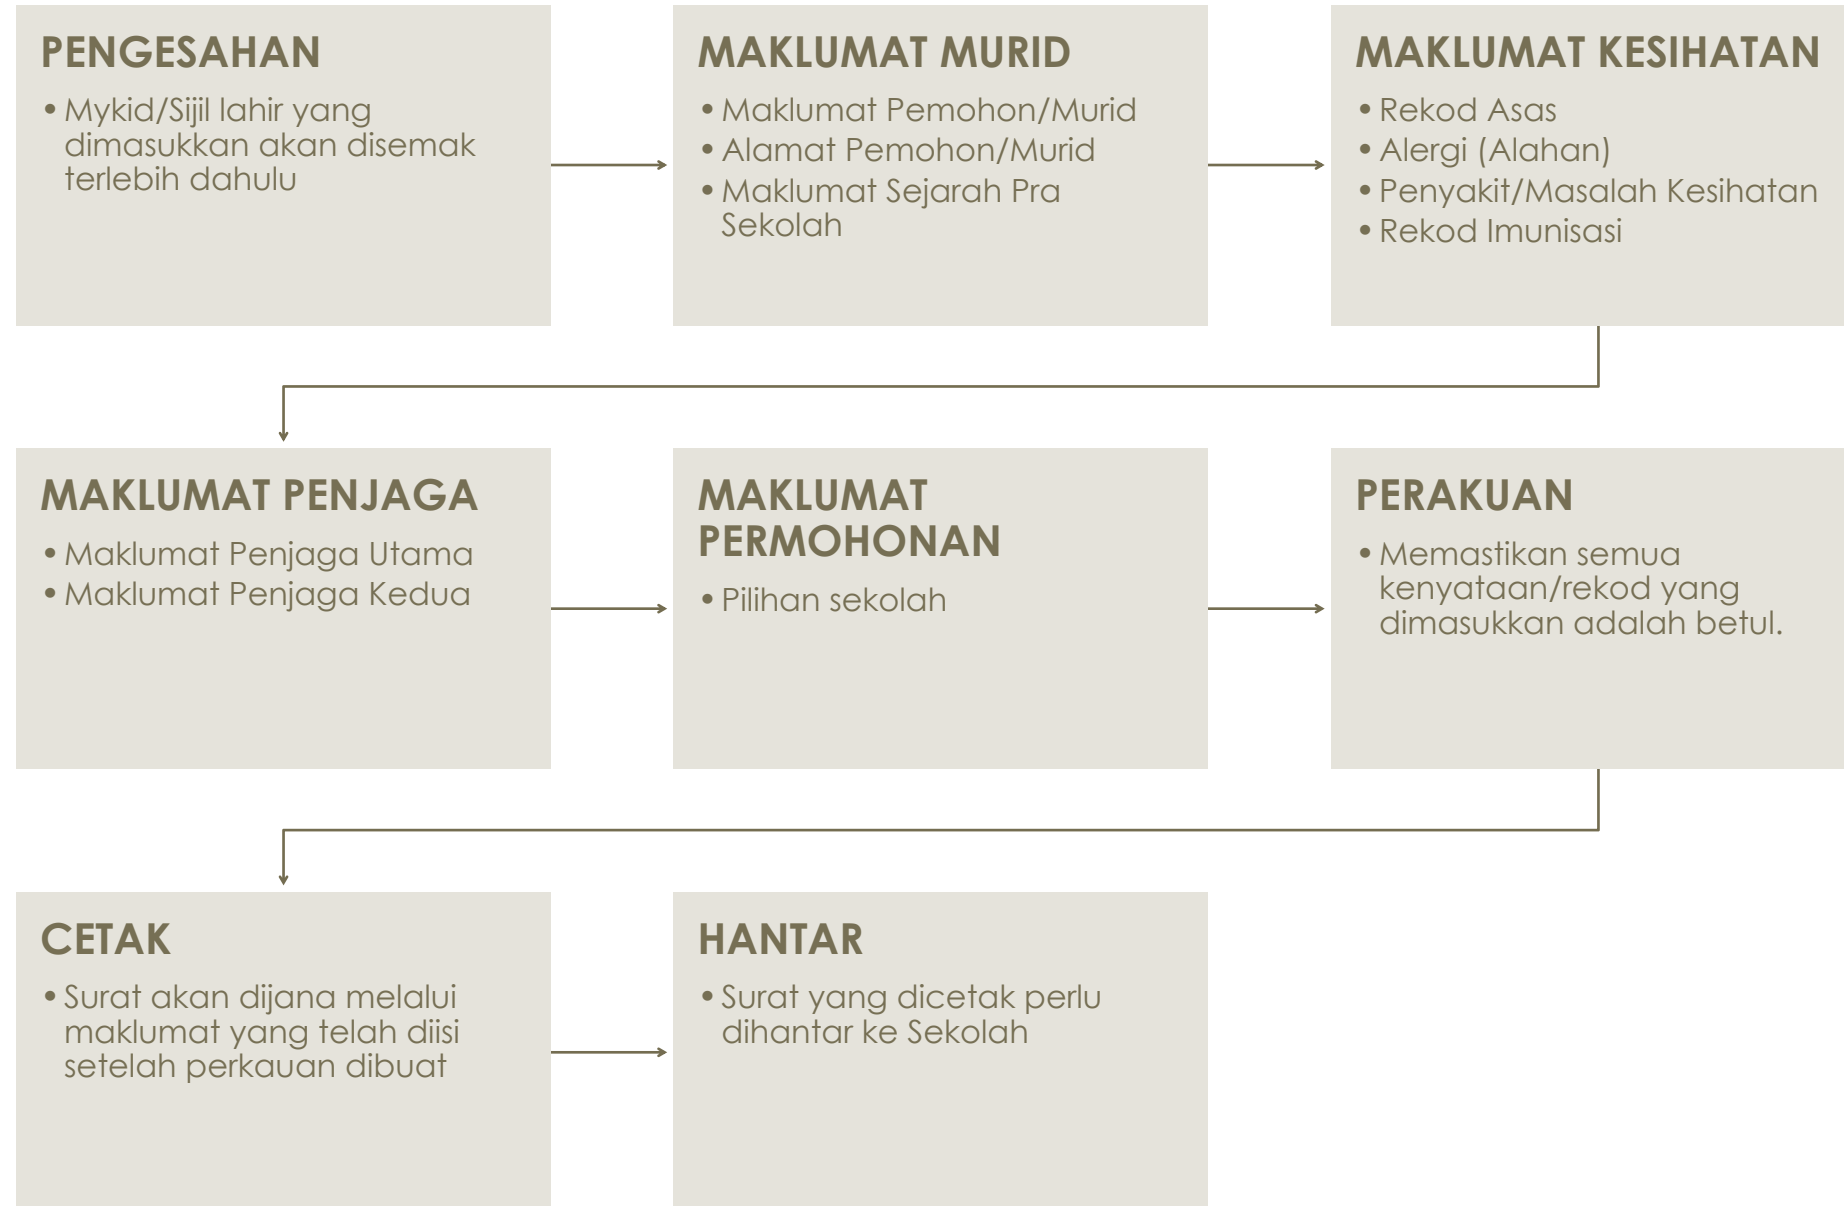 PENGESAHAN
• Mykid/Sijil lahir yang
dimasukkan akan disemak
terlebih dahulu
MAKLUMAT MURID
• Maklumat Pemohon/Murid
• Alamat Pemohon/Murid
• Maklumat Sejarah Pra
Sekolah
MAKLUMAT KESIHATAN
• Rekod Asas
• Alergi (Alahan)
• Penyakit/Masalah Kesihatan
• Rekod Imunisasi
MAKLUMAT PENJAGA
• Maklumat Penjaga Utama
• Maklumat Penjaga Kedua
MAKLUMAT
PERMOHONAN
• Pilihan sekolah
PERAKUAN
• Memastikan semua
kenyataan/rekod yang
dimasukkan adalah betul.
CETAK
• Surat akan dijana melalui
maklumat yang telah diisi
setelah perkauan dibuat
HANTAR
• Surat yang dicetak perlu
dihantar ke Sekolah